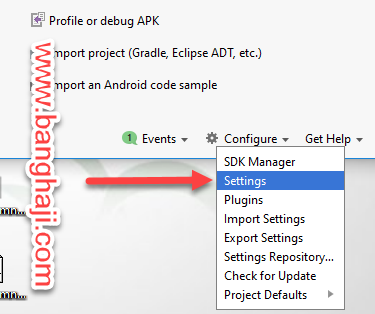 Profile or debug APK
Import project (Gradle, Eclipse ADT, etc.)
Import an Android code sample
www.banghaji.com
1 Events
Configure
Get Help
SDK Manager
Settings
Plugins
Import Settings
Export Settings
Settings Repository...
Check for Update
Project Defaults